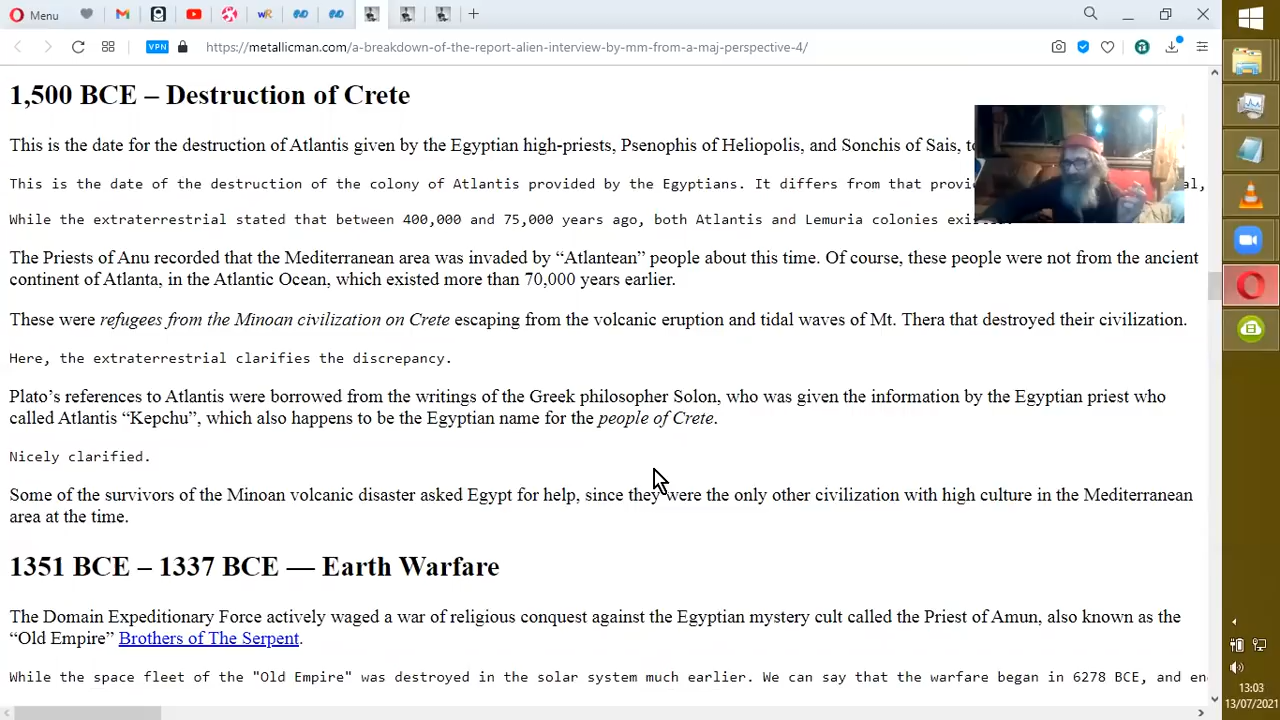 Menu
VPN
https://metallicman.com/a-breakdown-of-the-report-alien-interview-by-mm-from-a-maj-perspective-4/
1,500 BCE – Destruction of Crete
This is the date for the destruction of Atlantis given by the Egyptian high-priests, Psenophis of Heliopolis, and Sonchis of Sais, to
This is the date of the destruction of the colony of Atlantis provided by the Egyptians. It differs from that
While the extraterrestrial stated that between 400,000 and 75,000 years ago, both Atlantis and Lemuria colonies
The Priests of Anu recorded that the Mediterranean area was invaded by “Atlantean” people about this time. Of course, these people were not from the ancient
continent of Atlanta, in the Atlantic Ocean, which existed more than 70,000 years earlier.
These were refugees from the Minoan civilization on Crete escaping from the volcanic eruption and tidal waves of Mt. Thera that destroyed their civilization.
Here, the extraterrestrial clarifies the discrepancy.
Plato’s references to Atlantis were borrowed from the writings of the Greek philosopher Solon, who was given the information by the Egyptian priest who
called Atlantis “Kepchu”, which also happens to be the Egyptian name for the people of Crete.
Nicely clarified.
Some of the survivors of the Minoan volcanic disaster asked Egypt for help, since they were the only other civilization with high culture in the Mediterranean
area at the time.
1351 BCE – 1337 BCE — Earth Warfare
The Domain Expeditionary Force actively waged a war of religious conquest against the Egyptian mystery cult called the Priest of Amun, also known as the
“Old Empire” Brothers of The Serpent.
While the space fleet of the "Old Empire" was destroyed in the solar system much earlier. We can say that the warfare began in 6278 BCE, and
13:03
13/07/2021